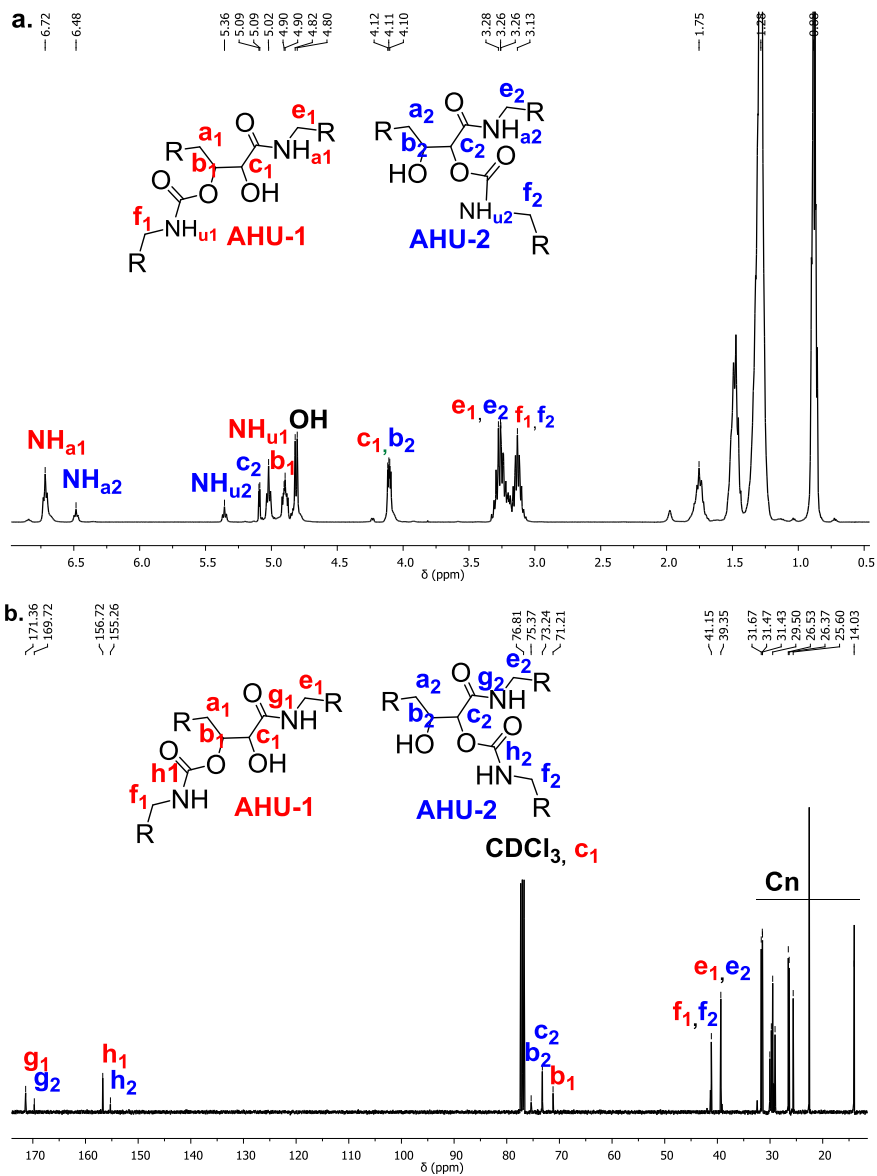 a.
6.72 6.48 5.36 5.09 5.09 5.02 4.90 4.90 4.82 4.80 4.12 4.11 4.10 3.28 3.26 3.26 3.13 1.75 1.28 0.88
R a1 b1 c1 O e1 R NHa1 OH O O f1 NHu1 R AHU-1
R a2 b2 c2 O e2 R NHa2 HO O O NHu2 f2 R AHU-2
NHa1 NHa2 NHu2 c2 NHu1 b1 OH c1,b2 e1,e2 f1,f2
6.5 6.0 5.5 5.0 4.5 4.0 3.5 3.0 2.5 2.0 1.5 1.0 0.5
δ (ppm)
b.
171.36 169.72 156.72 155.26 76.81 75.37 73.24 71.21 41.15 39.35 31.67 31.47 31.43 29.50 26.53 26.37 25.60 14.03
R a1 b1 c1 O g1 e1 R NH OH O O h1 f1 NH R AHU-1
R a2 b2 c2 O g2 e2 R NH HO O O h2 NH f2 R AHU-2
CDCl3, c1
Cn
g1 g2 h1 h2 c2 b2 b1 e1,e2 f1,f2
170 160 150 140 130 120 110 100 90 80 70 60 50 40 30 20
δ (ppm)